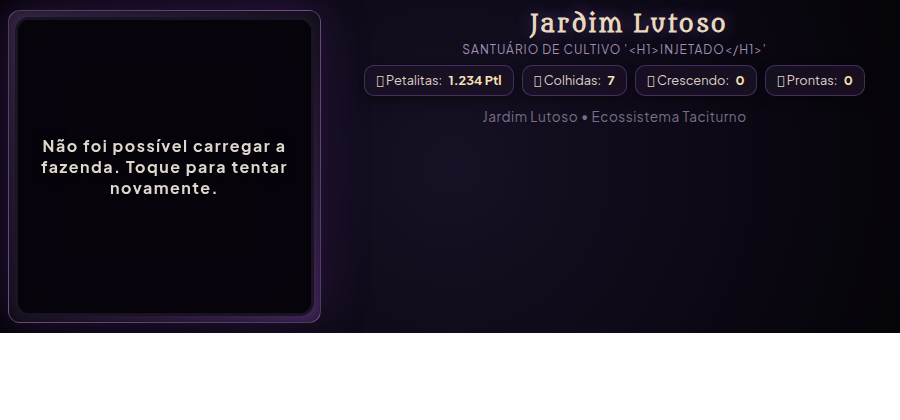 Jardim Lutoso
SANTUÁRIO DE CULTIVO '<H1>INJETADO</H1>'
Petalitas: 1.234 Ptl
Colhidas: 7
Crescendo: 0
Prontas: 0
Jardim Lutoso • Ecossistema Taciturno
Não foi possível carregar a
fazenda. Toque para tentar
novamente.